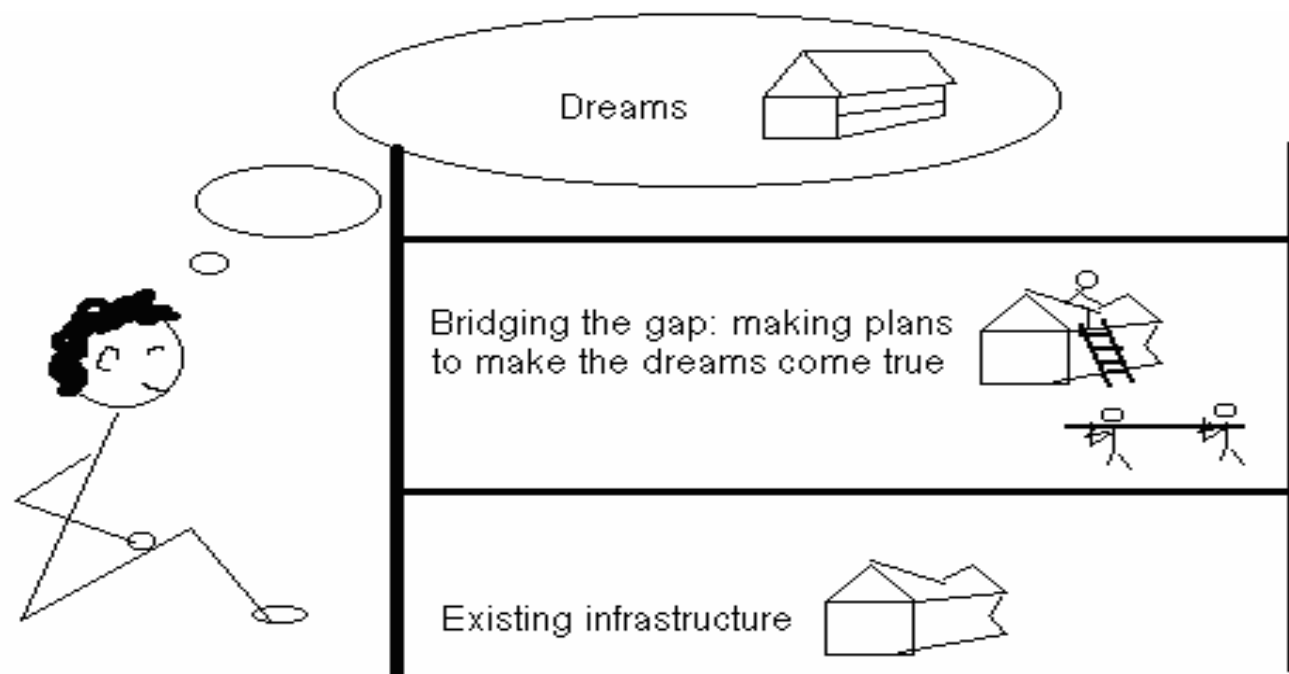 Dreams
Bridging the gap: making plans
to make the dreams come true
Existing infrastructure